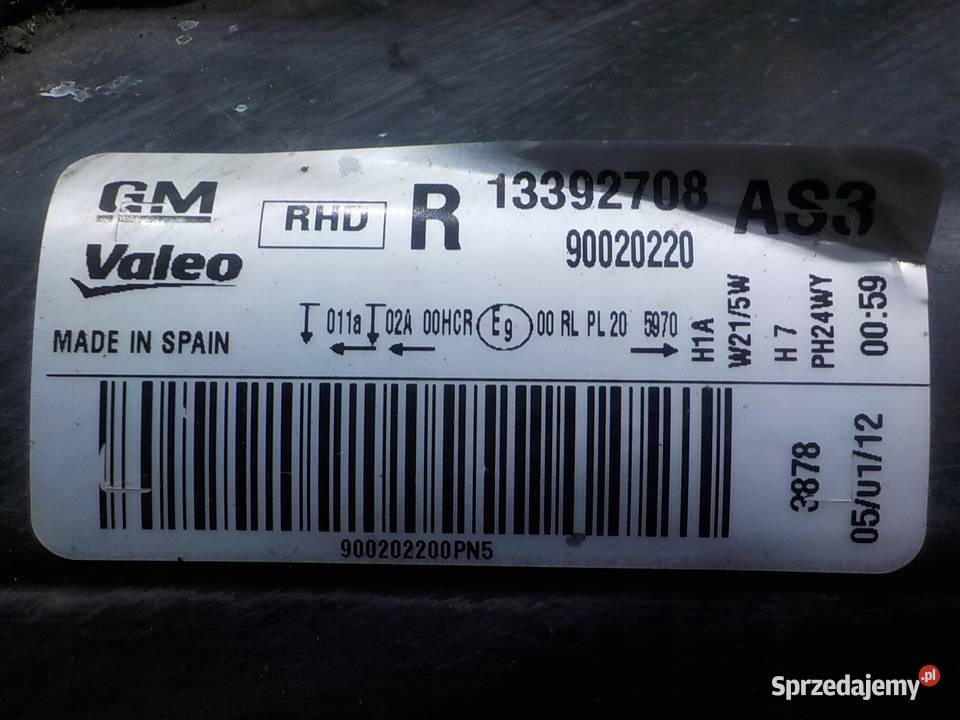 GM
RHD R 13392708 AS3
Valeo 90020220
MADE IN SPAIN
011a 02A 00HCR E9 00 RL PL 20 5970
H1A
W21/5W
H7
PH24WY
00:59
3878
05/01/12
900202200PN5
Sprzedajemy.pl